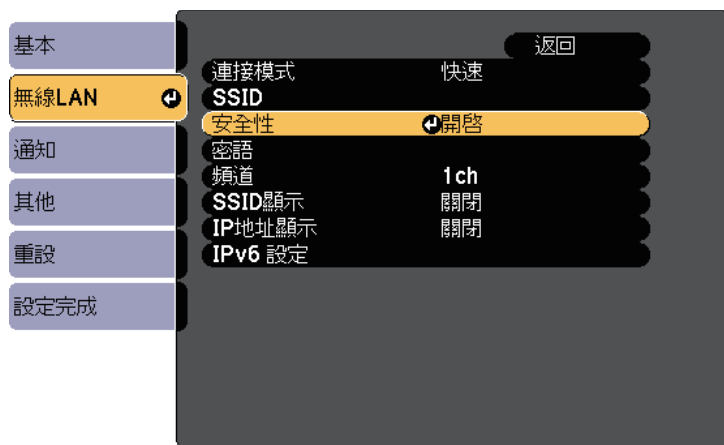 基本
無線LAN
通知
其他
重設
設定完成
返回
連接模式 快速
SSID
安全性 開啓
密語
頻道 1ch
SSID顯示 關閉
IP地址顯示 關閉
IPv6 設定